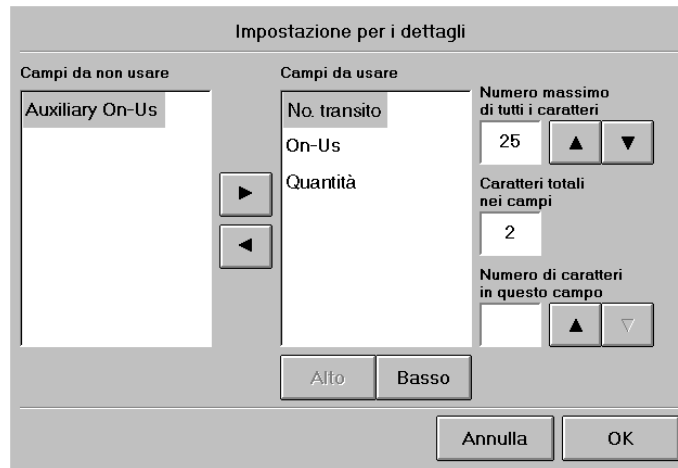 Impostazione per i dettagli
Campi da non usare
Auxiliary On-Us
Campi da usare
No. transito
On-Us
Quantità
Numero massimo
di tutti i caratteri
25
Caratteri totali
nei campi
2
Numero di caratteri
in questo campo
Alto
Basso
Annulla
OK